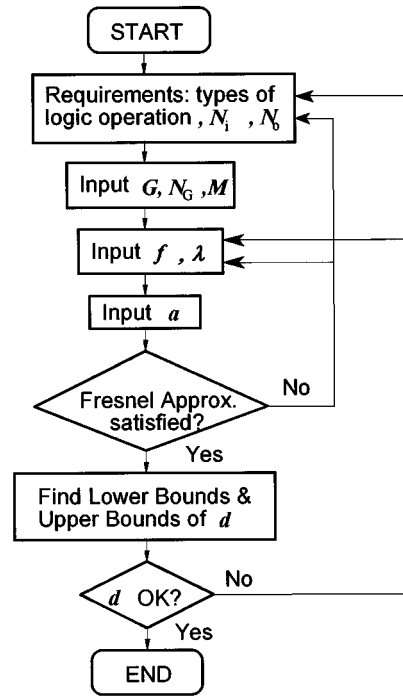 START
Requirements: types of
logic operation , Ni , No
Input G, NG ,M
Input f , λ
Input a
Fresnel Approx.
satisfied?
No
Yes
Find Lower Bounds &
Upper Bounds of d
d OK?
No
Yes
END